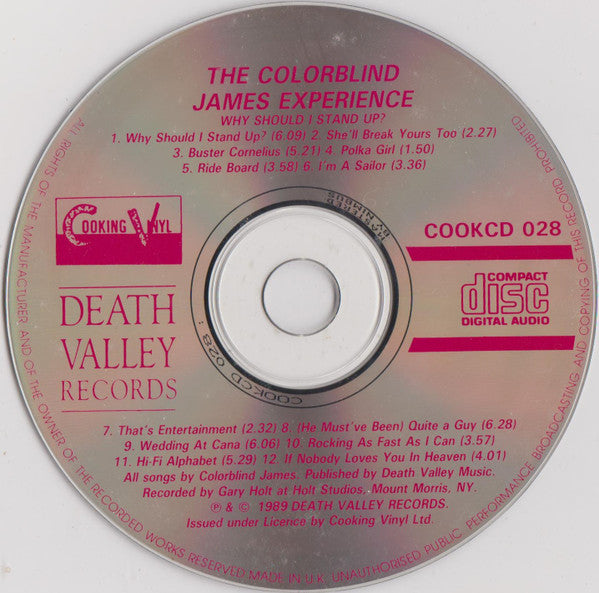 THE COLORBLIND
JAMES EXPERIENCE
WHY SHOULD I STAND UP?
1. Why Should I Stand Up? (6.09) 2. She'll Break Yours Too (2.27)
3. Buster Cornelius (5.21) 4. Polka Girl (1.50)
5. Ride Board (3.58) 6. I'm A Sailor (3.36)
COOKING VINYL
COOKCD 028
COMPACT
disc
DIGITAL AUDIO
DEATH
VALLEY
RECORDS
MASTERED
BY NIMBUS
COOKCD 028 :
7. That's Entertainment (2.32) 8. (He Must've Been) Quite a Guy (6.28)
9. Wedding At Cana (6.06) 10. Rocking As Fast As I Can (3.57)
11. Hi-Fi Alphabet (5.29) 12. If Nobody Loves You In Heaven (4.01)
All songs by Colorblind James. Published by Death Valley Music.
Recorded by Gary Holt at Holt Studios, Mount Morris, NY.
℗ & © 1989 DEATH VALLEY RECORDS.
Issued under Licence by Cooking Vinyl Ltd.
ALL RIGHTS OF THE MANUFACTURER AND OF THE OWNER OF THE RECORDED WORKS RESERVED MADE IN U.K. UNAUTHORISED PUBLIC PERFORMANCE BROADCASTING AND COPYING OF THIS RECORD PROHIBITED